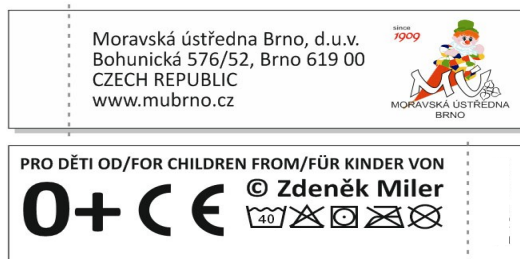 Moravská ústředna Brno, d.u.v.
Bohunická 576/52, Brno 619 00
CZECH REPUBLIC
www.mubrno.cz
since
1909
MU
MORAVSKÁ ÚSTŘEDNA
BRNO
PRO DĚTI OD/FOR CHILDREN FROM/FÜR KINDER VON
0+ CE
© Zdeněk Miler
40